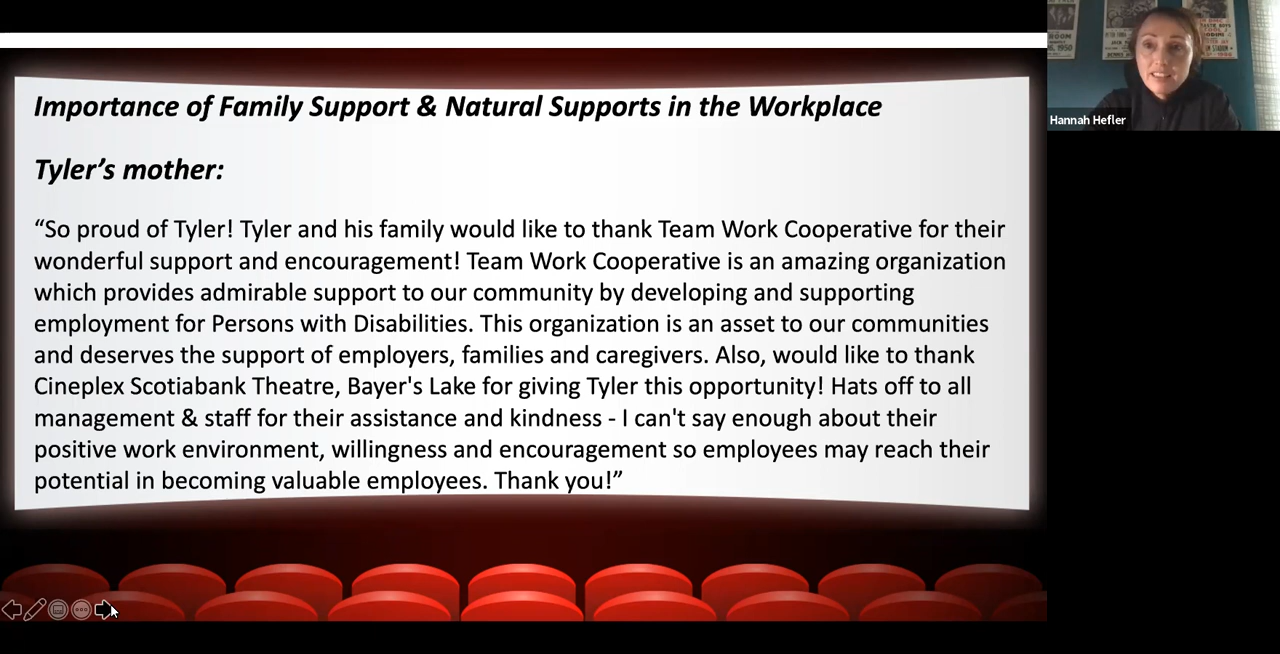 Importance of Family Support & Natural Supports in the Workplace
Tyler’s mother:
“So proud of Tyler! Tyler and his family would like to thank Team Work Cooperative for their
wonderful support and encouragement! Team Work Cooperative is an amazing organization
which provides admirable support to our community by developing and supporting
employment for Persons with Disabilities. This organization is an asset to our communities
and deserves the support of employers, families and caregivers. Also, would like to thank
Cineplex Scotiabank Theatre, Bayer's Lake for giving Tyler this opportunity! Hats off to all
management & staff for their assistance and kindness - I can't say enough about their
positive work environment, willingness and encouragement so employees may reach their
potential in becoming valuable employees. Thank you!”
Hannah Hefler